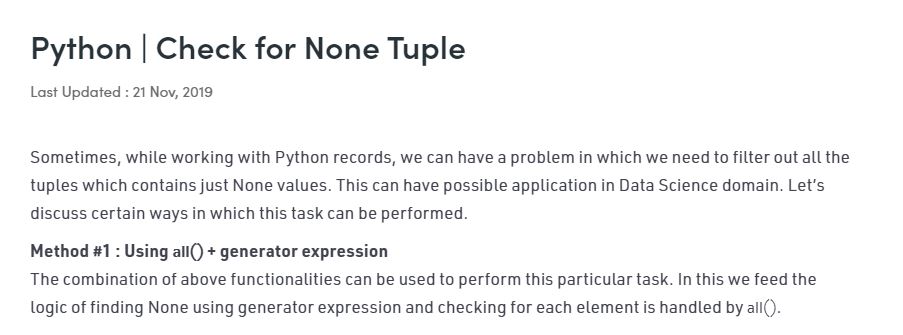 Python | Check for None Tuple
Last Updated : 21 Nov, 2019
Sometimes, while working with Python records, we can have a problem in which we need to filter out all the
tuples which contains just None values. This can have possible application in Data Science domain. Let’s
discuss certain ways in which this task can be performed.
Method #1 : Using all() + generator expression
The combination of above functionalities can be used to perform this particular task. In this we feed the
logic of finding None using generator expression and checking for each element is handled by all().